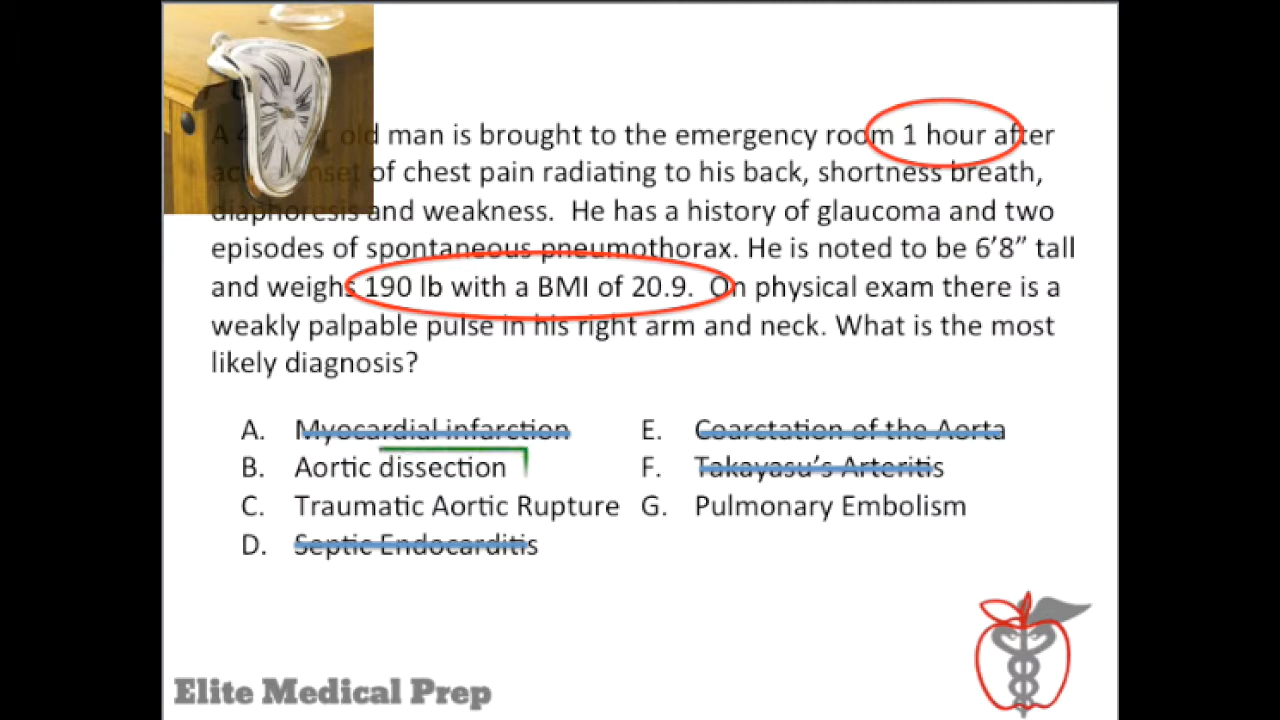 A 4 old man is brought to the emergency room 1 hour after
of chest pain radiating to his back, shortness breath,
diaphoresis and weakness. He has a history of glaucoma and two
episodes of spontaneous pneumothorax. He is noted to be 6’8” tall
and weighs 190 lb with a BMI of 20.9. On physical exam there is a
weakly palpable pulse in his right arm and neck. What is the most
likely diagnosis?
A. Myocardial infarction
B. Aortic dissection
C. Traumatic Aortic Rupture
D. Septic Endocarditis
E. Coarctation of the Aorta
F. Takayasu’s Arteritis
G. Pulmonary Embolism
Elite Medical Prep